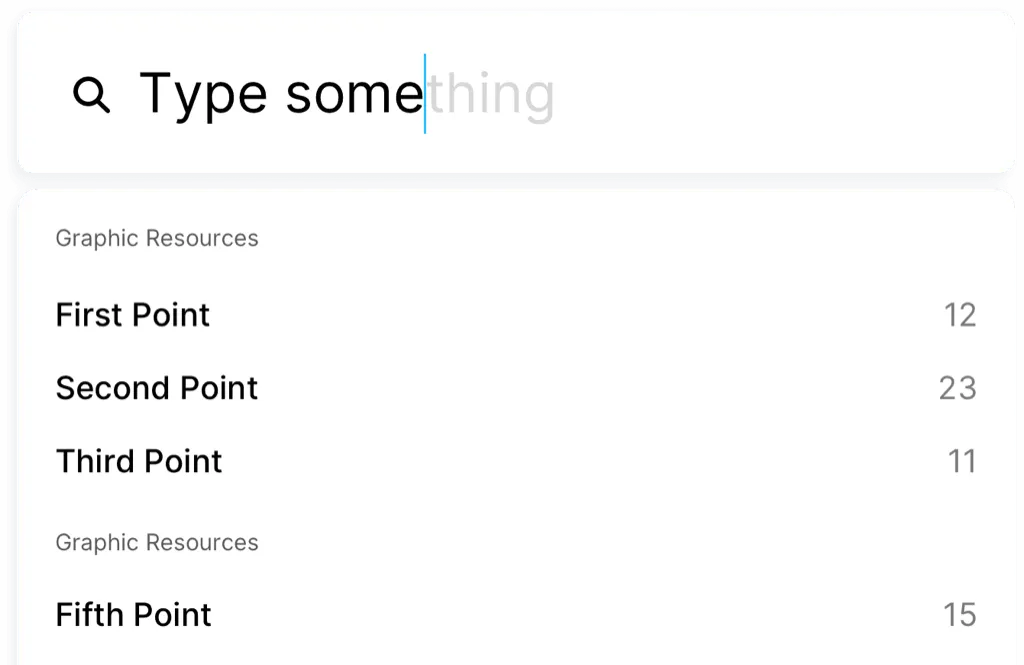 Type something
Graphic Resources
First Point 12
Second Point 23
Third Point 11
Graphic Resources
Fifth Point 15